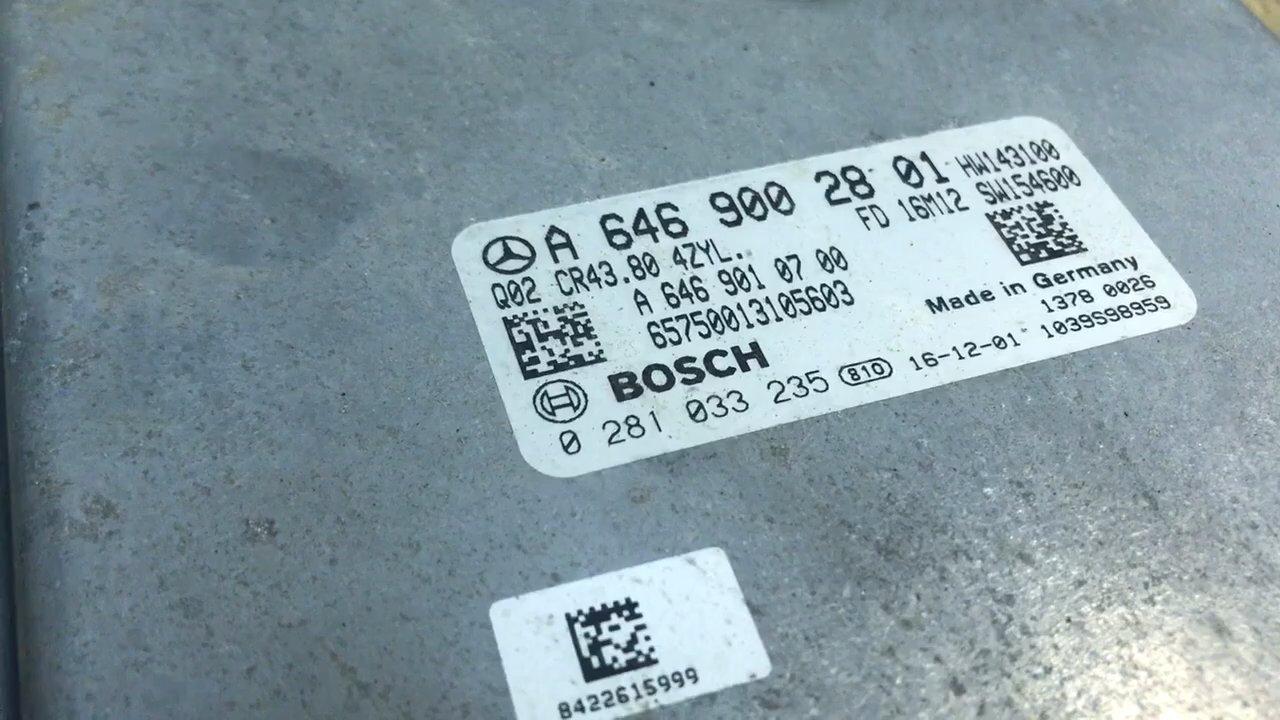 A 646 900 28 01 HW143100
FD 16M12 SW154600
Q02 CR43.80 4ZYL.
A 646 901 07 00
65750013105603
Made in Germany
1379 0026
BOSCH
0 281 033 235 810 16-12-01 1039S98959
8422615999